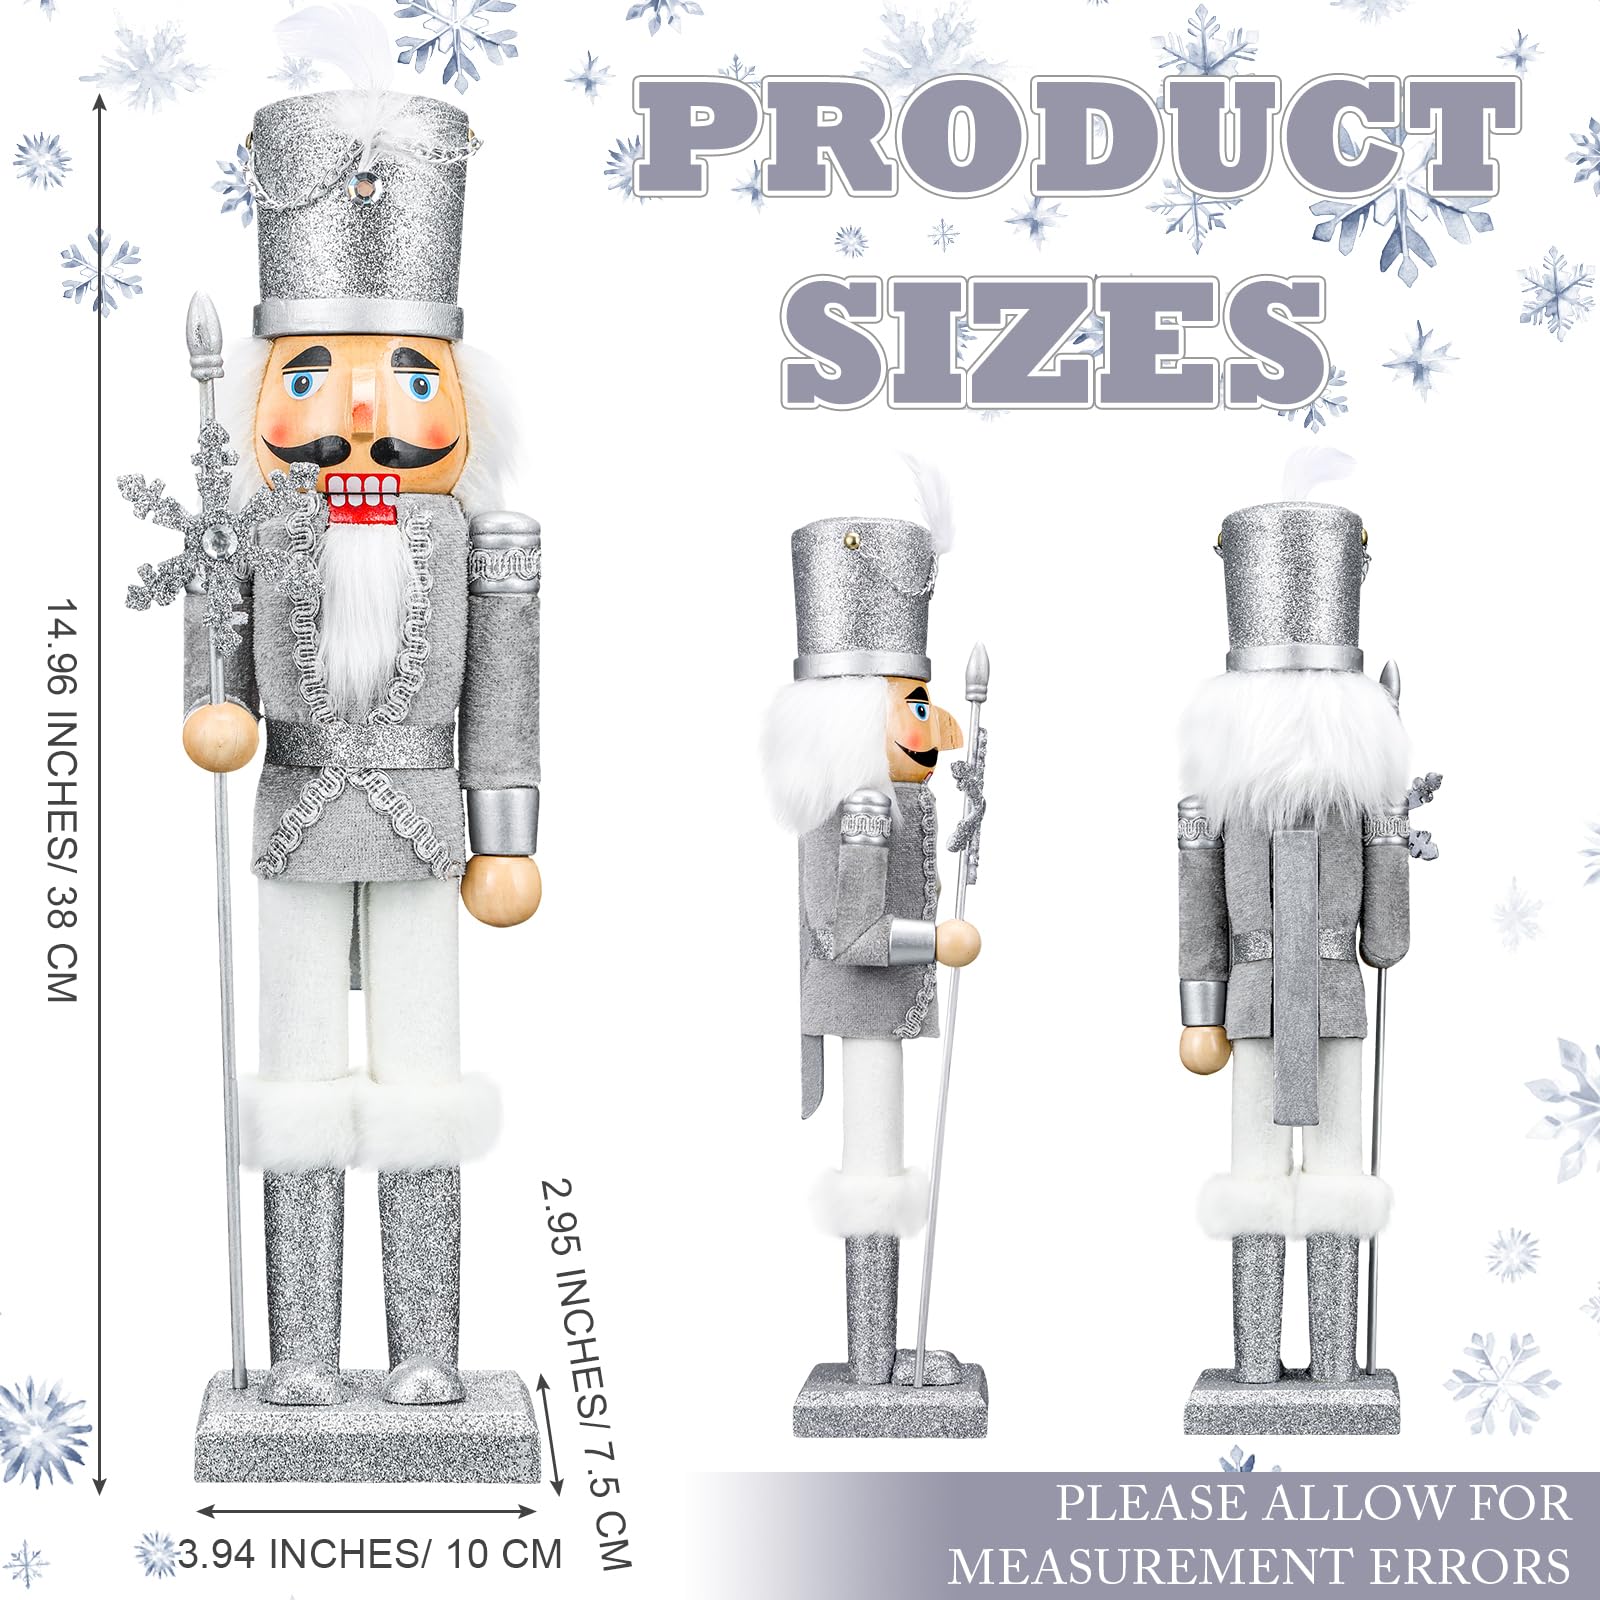 PRODUCT
SIZES
14.96 INCHES/ 38 CM
2.95 INCHES/ 7.5 CM
3.94 INCHES/ 10 CM
PLEASE ALLOW FOR
MEASUREMENT ERRORS